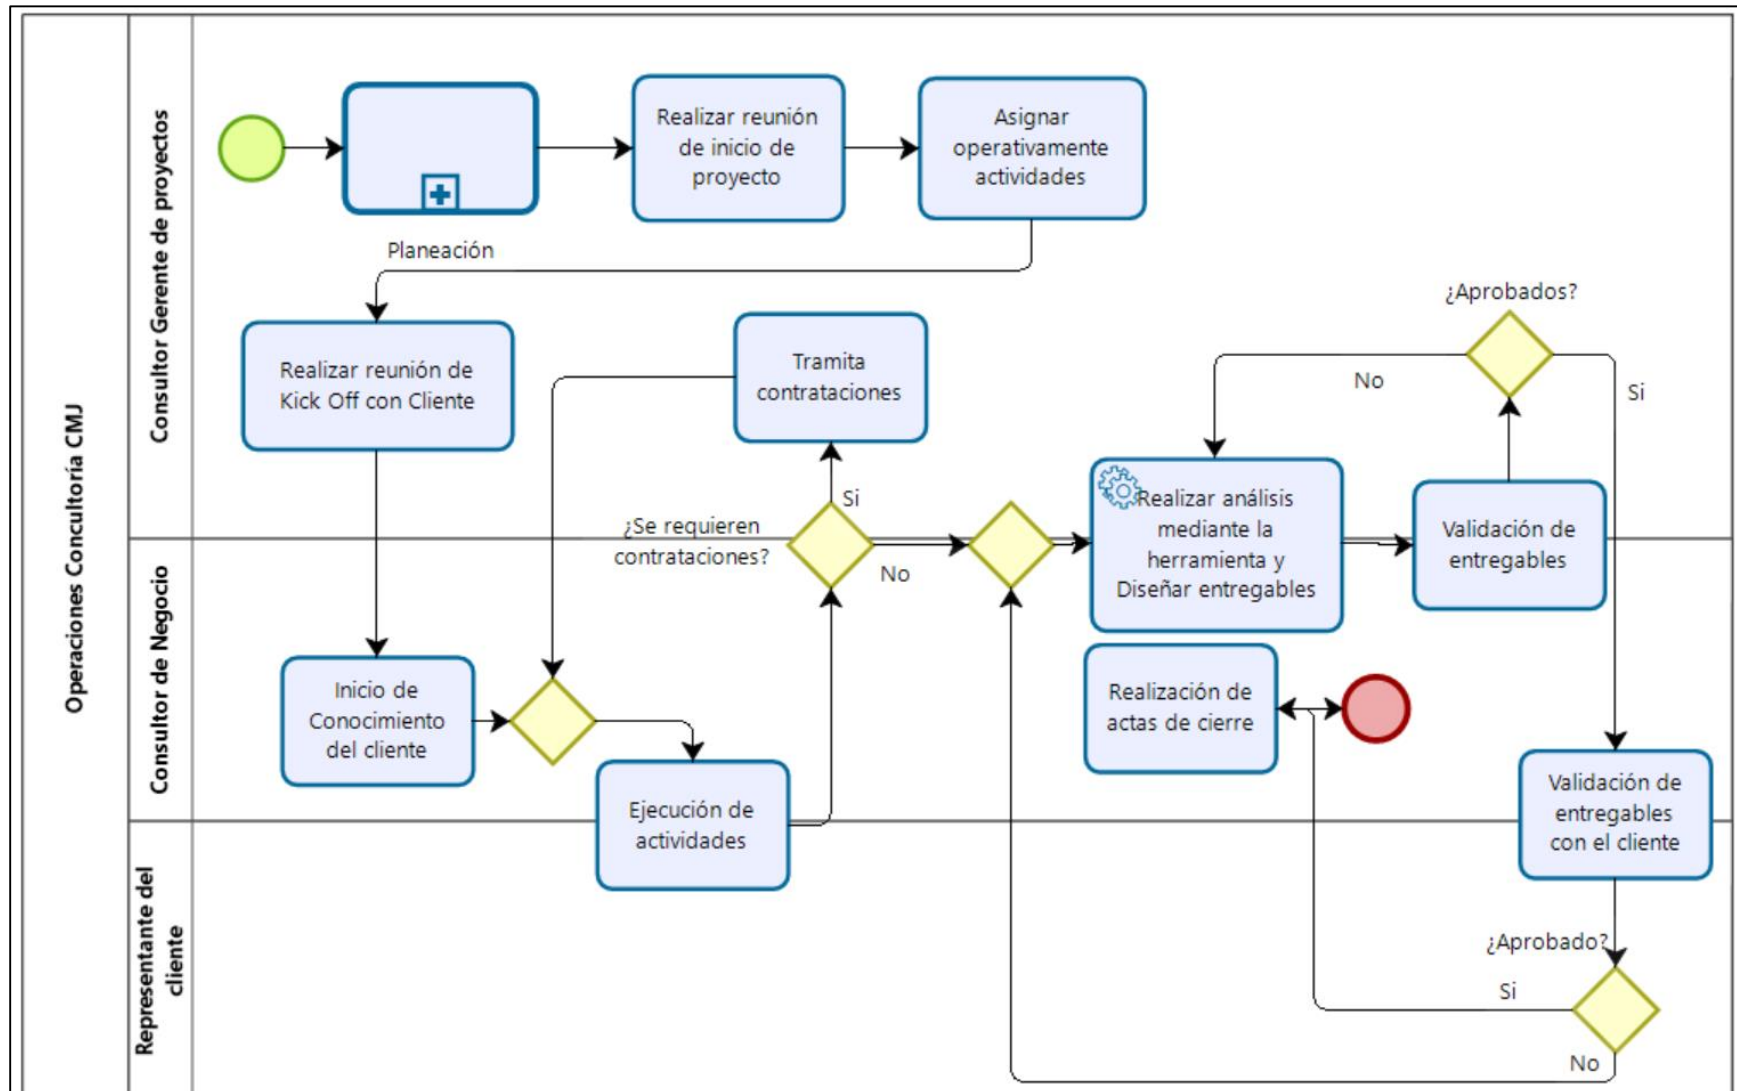 Operaciones Concultoría CMJ
Consultor Gerente de proyectos
Realizar reunión
de inicio de
proyecto
Asignar
operativamente
actividades
Planeación
Realizar reunión de
Kick Off con Cliente
Tramita
contrataciones
¿Aprobados?
No
Si
Si
¿Se requieren
contrataciones?
No
Realizar análisis
mediante la
herramienta y
Diseñar entregables
Validación de
entregables
Consultor de Negocio
Inicio de
Conocimiento
del cliente
Realización de
actas de cierre
Ejecución de
actividades
Validación de
entregables
con el cliente
Representante del
cliente
¿Aprobado?
Si
No